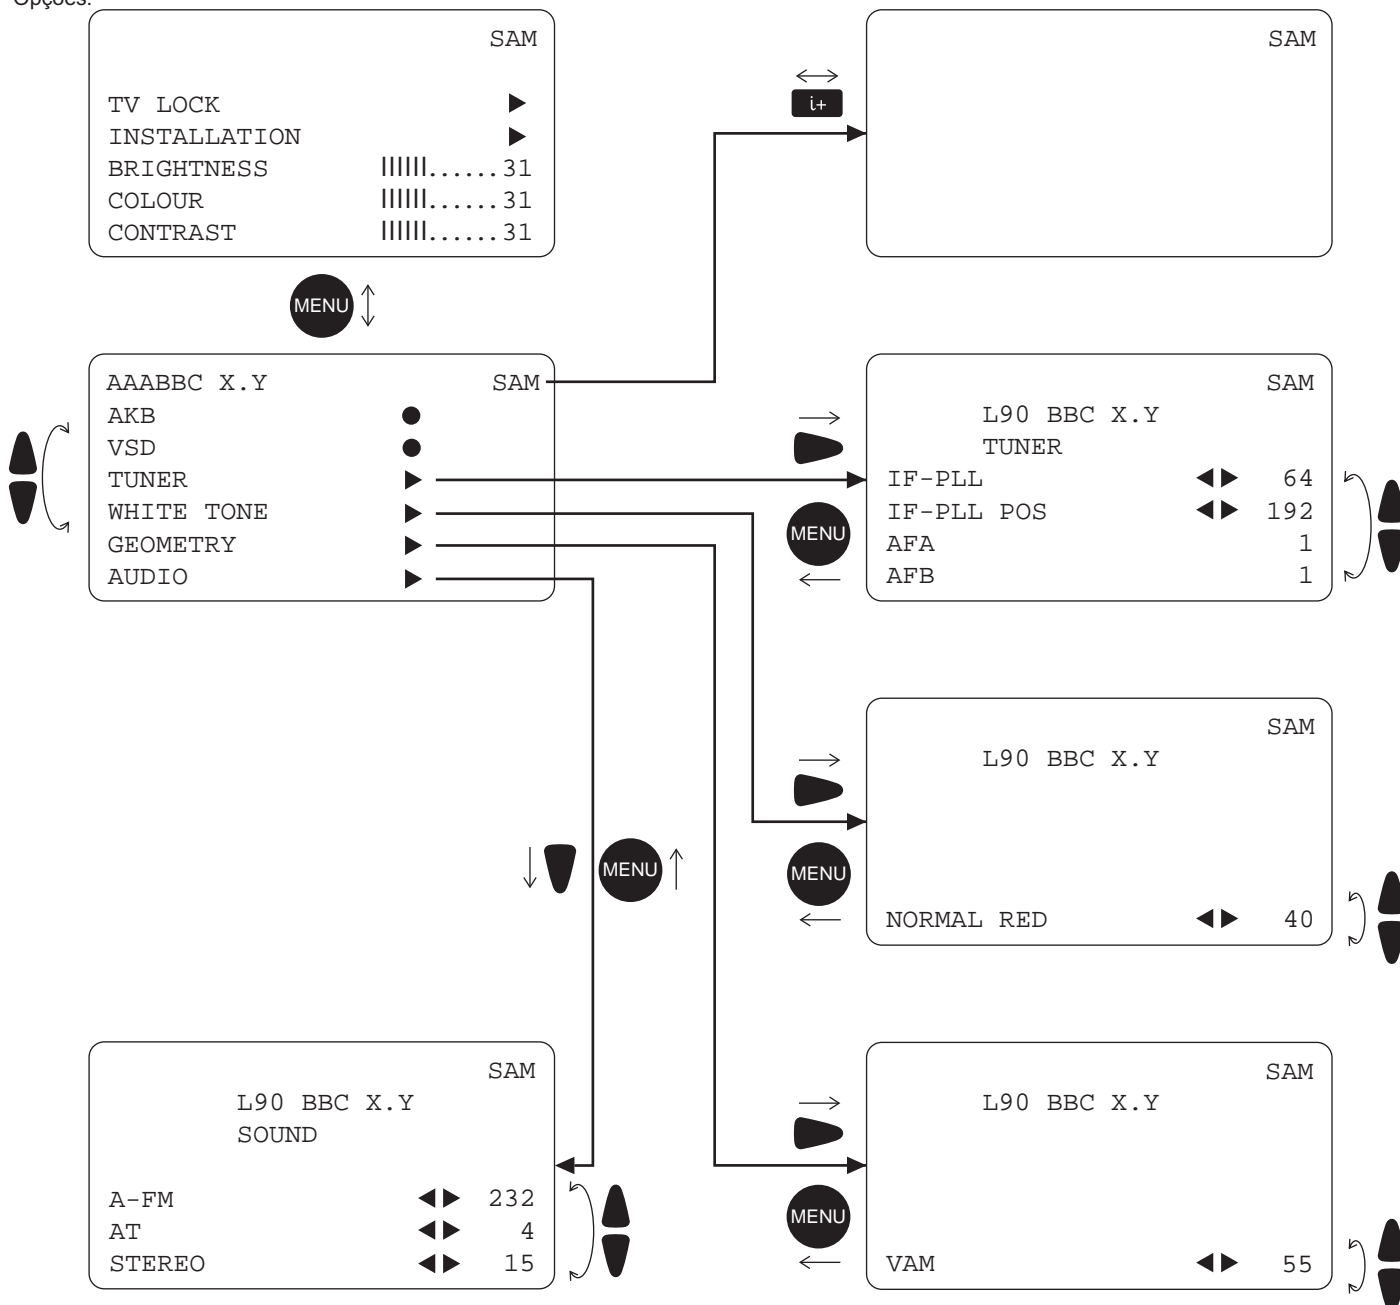 Opções:
SAM
TV LOCK
INSTALLATION
BRIGHTNESS ......31
COLOUR ......31
CONTRAST ......31
MENU
i+
SAM
AAABBC X.Y SAM
AKB
VSD
TUNER
WHITE TONE
GEOMETRY
AUDIO
SAM
L90 BBC X.Y
TUNER
IF-PLL 64
IF-PLL POS 192
AFA 1
AFB 1
MENU
SAM
L90 BBC X.Y
NORMAL RED 40
MENU
MENU
SAM
L90 BBC X.Y
SOUND
A-FM 232
AT 4
STEREO 15
SAM
L90 BBC X.Y
VAM 55
MENU